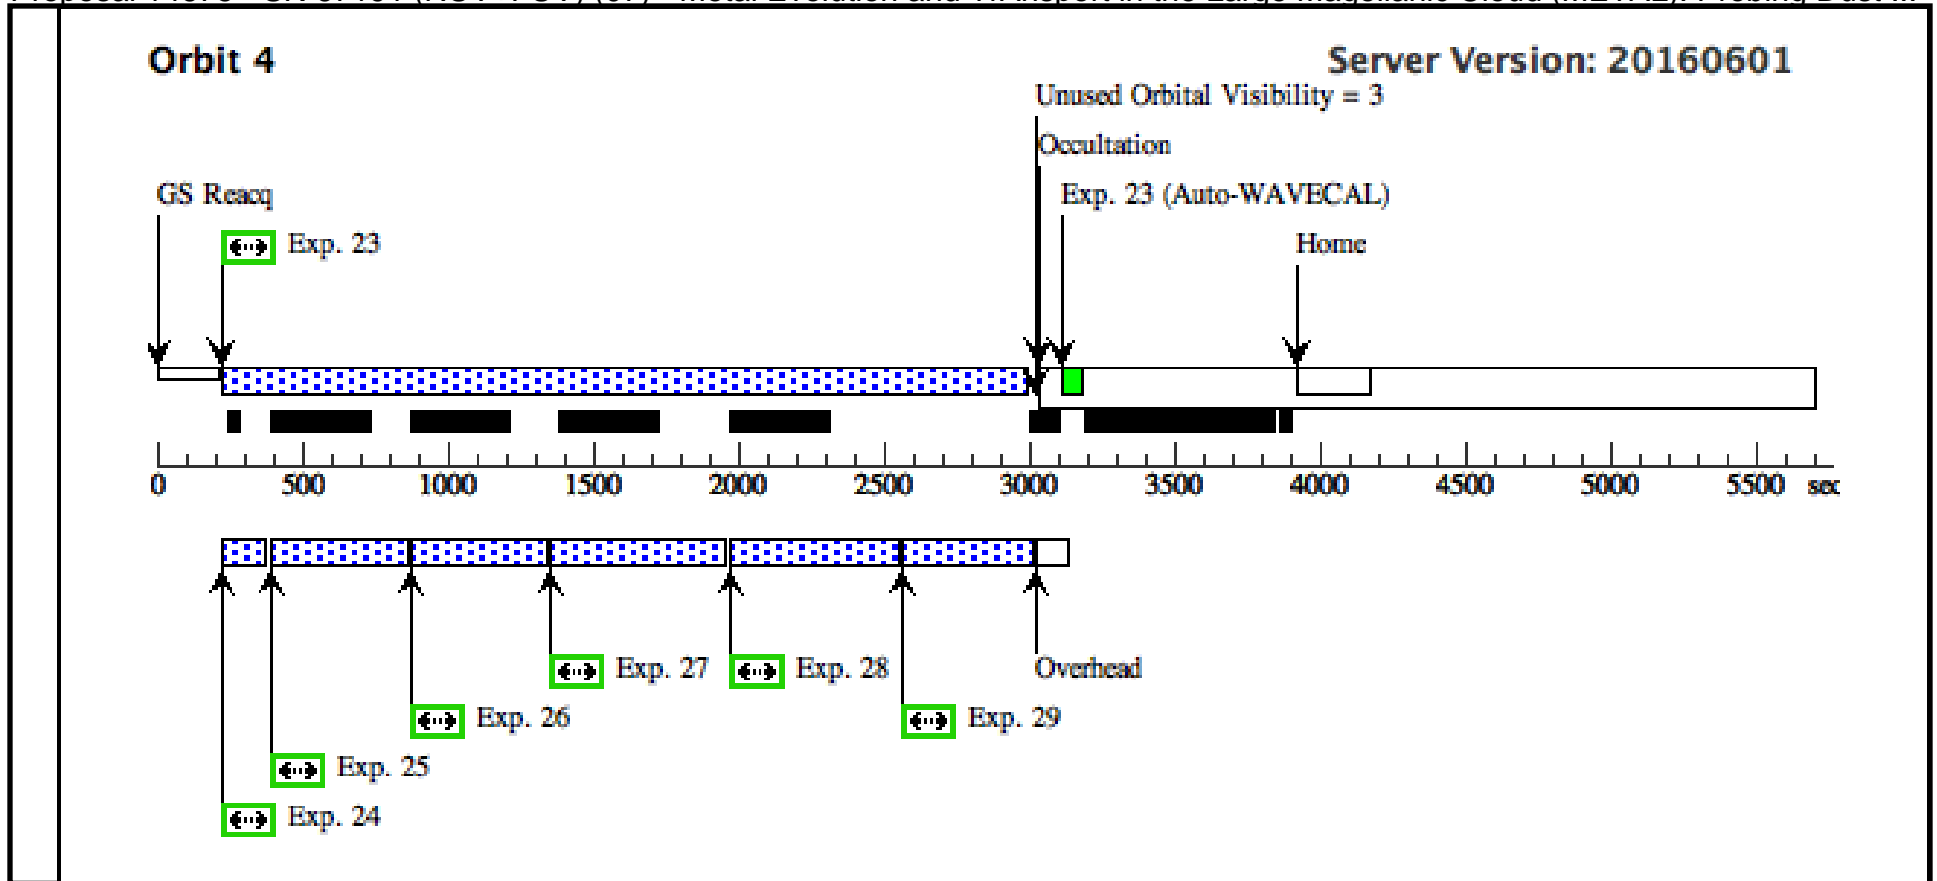 Orbit 4
Server Version: 20160601
Unused Orbital Visibility = 3
Occultation
GS Reacq
Exp. 23 (Auto-WAVECAL)
Exp. 23
Home
0 500 1000 1500 2000 2500 3000 3500 4000 4500 5000 5500 sec
Exp. 27
Exp. 28
Overhead
Exp. 26
Exp. 29
Exp. 25
Exp. 24